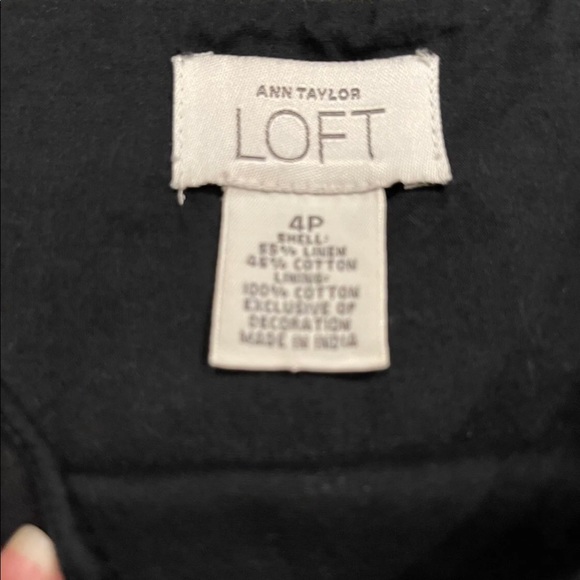 ANN TAYLOR
LOFT
4P
SHELL:
55% LINEN
45% COTTON
LINING:
100% COTTON
EXCLUSIVE OF
DECORATION
MADE IN INDIA